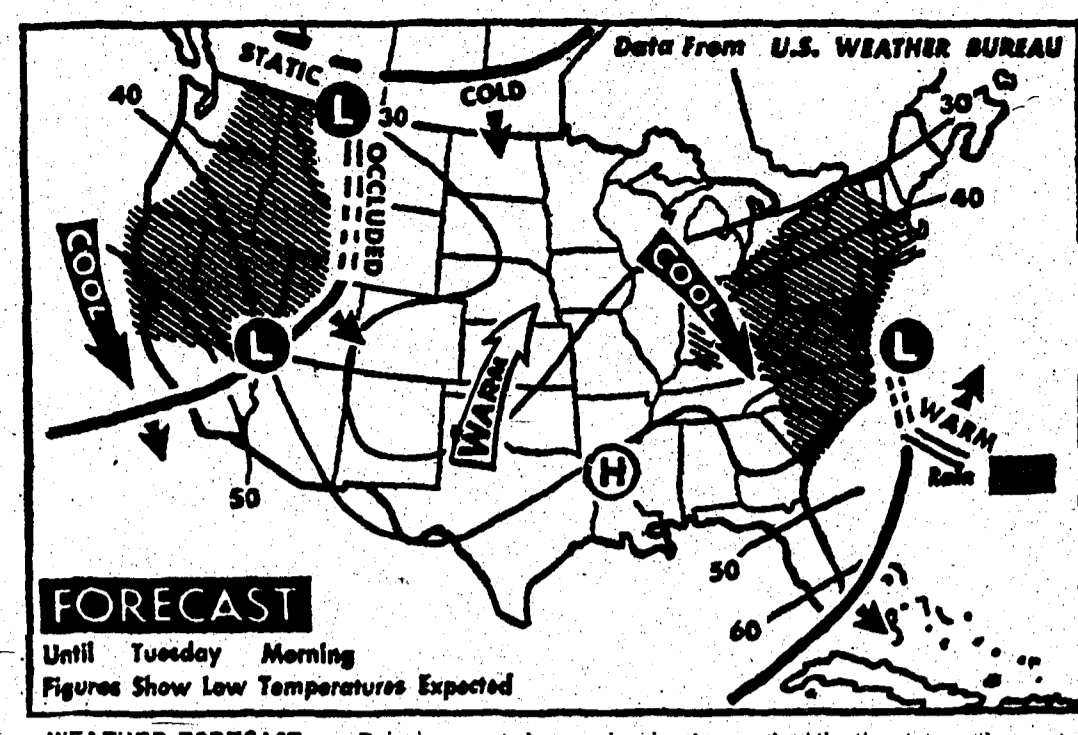 Data From U.S. WEATHER BUREAU
STATIC
40
L
30
COLD
30
OCCLUDED
40
COOL
COOL
L
L
WARM
WARM
Rain
H
50
50
60
FORECAST
Until Tuesday Morning
Figures Show Low Temperatures Expected
WEATHER FORECAST